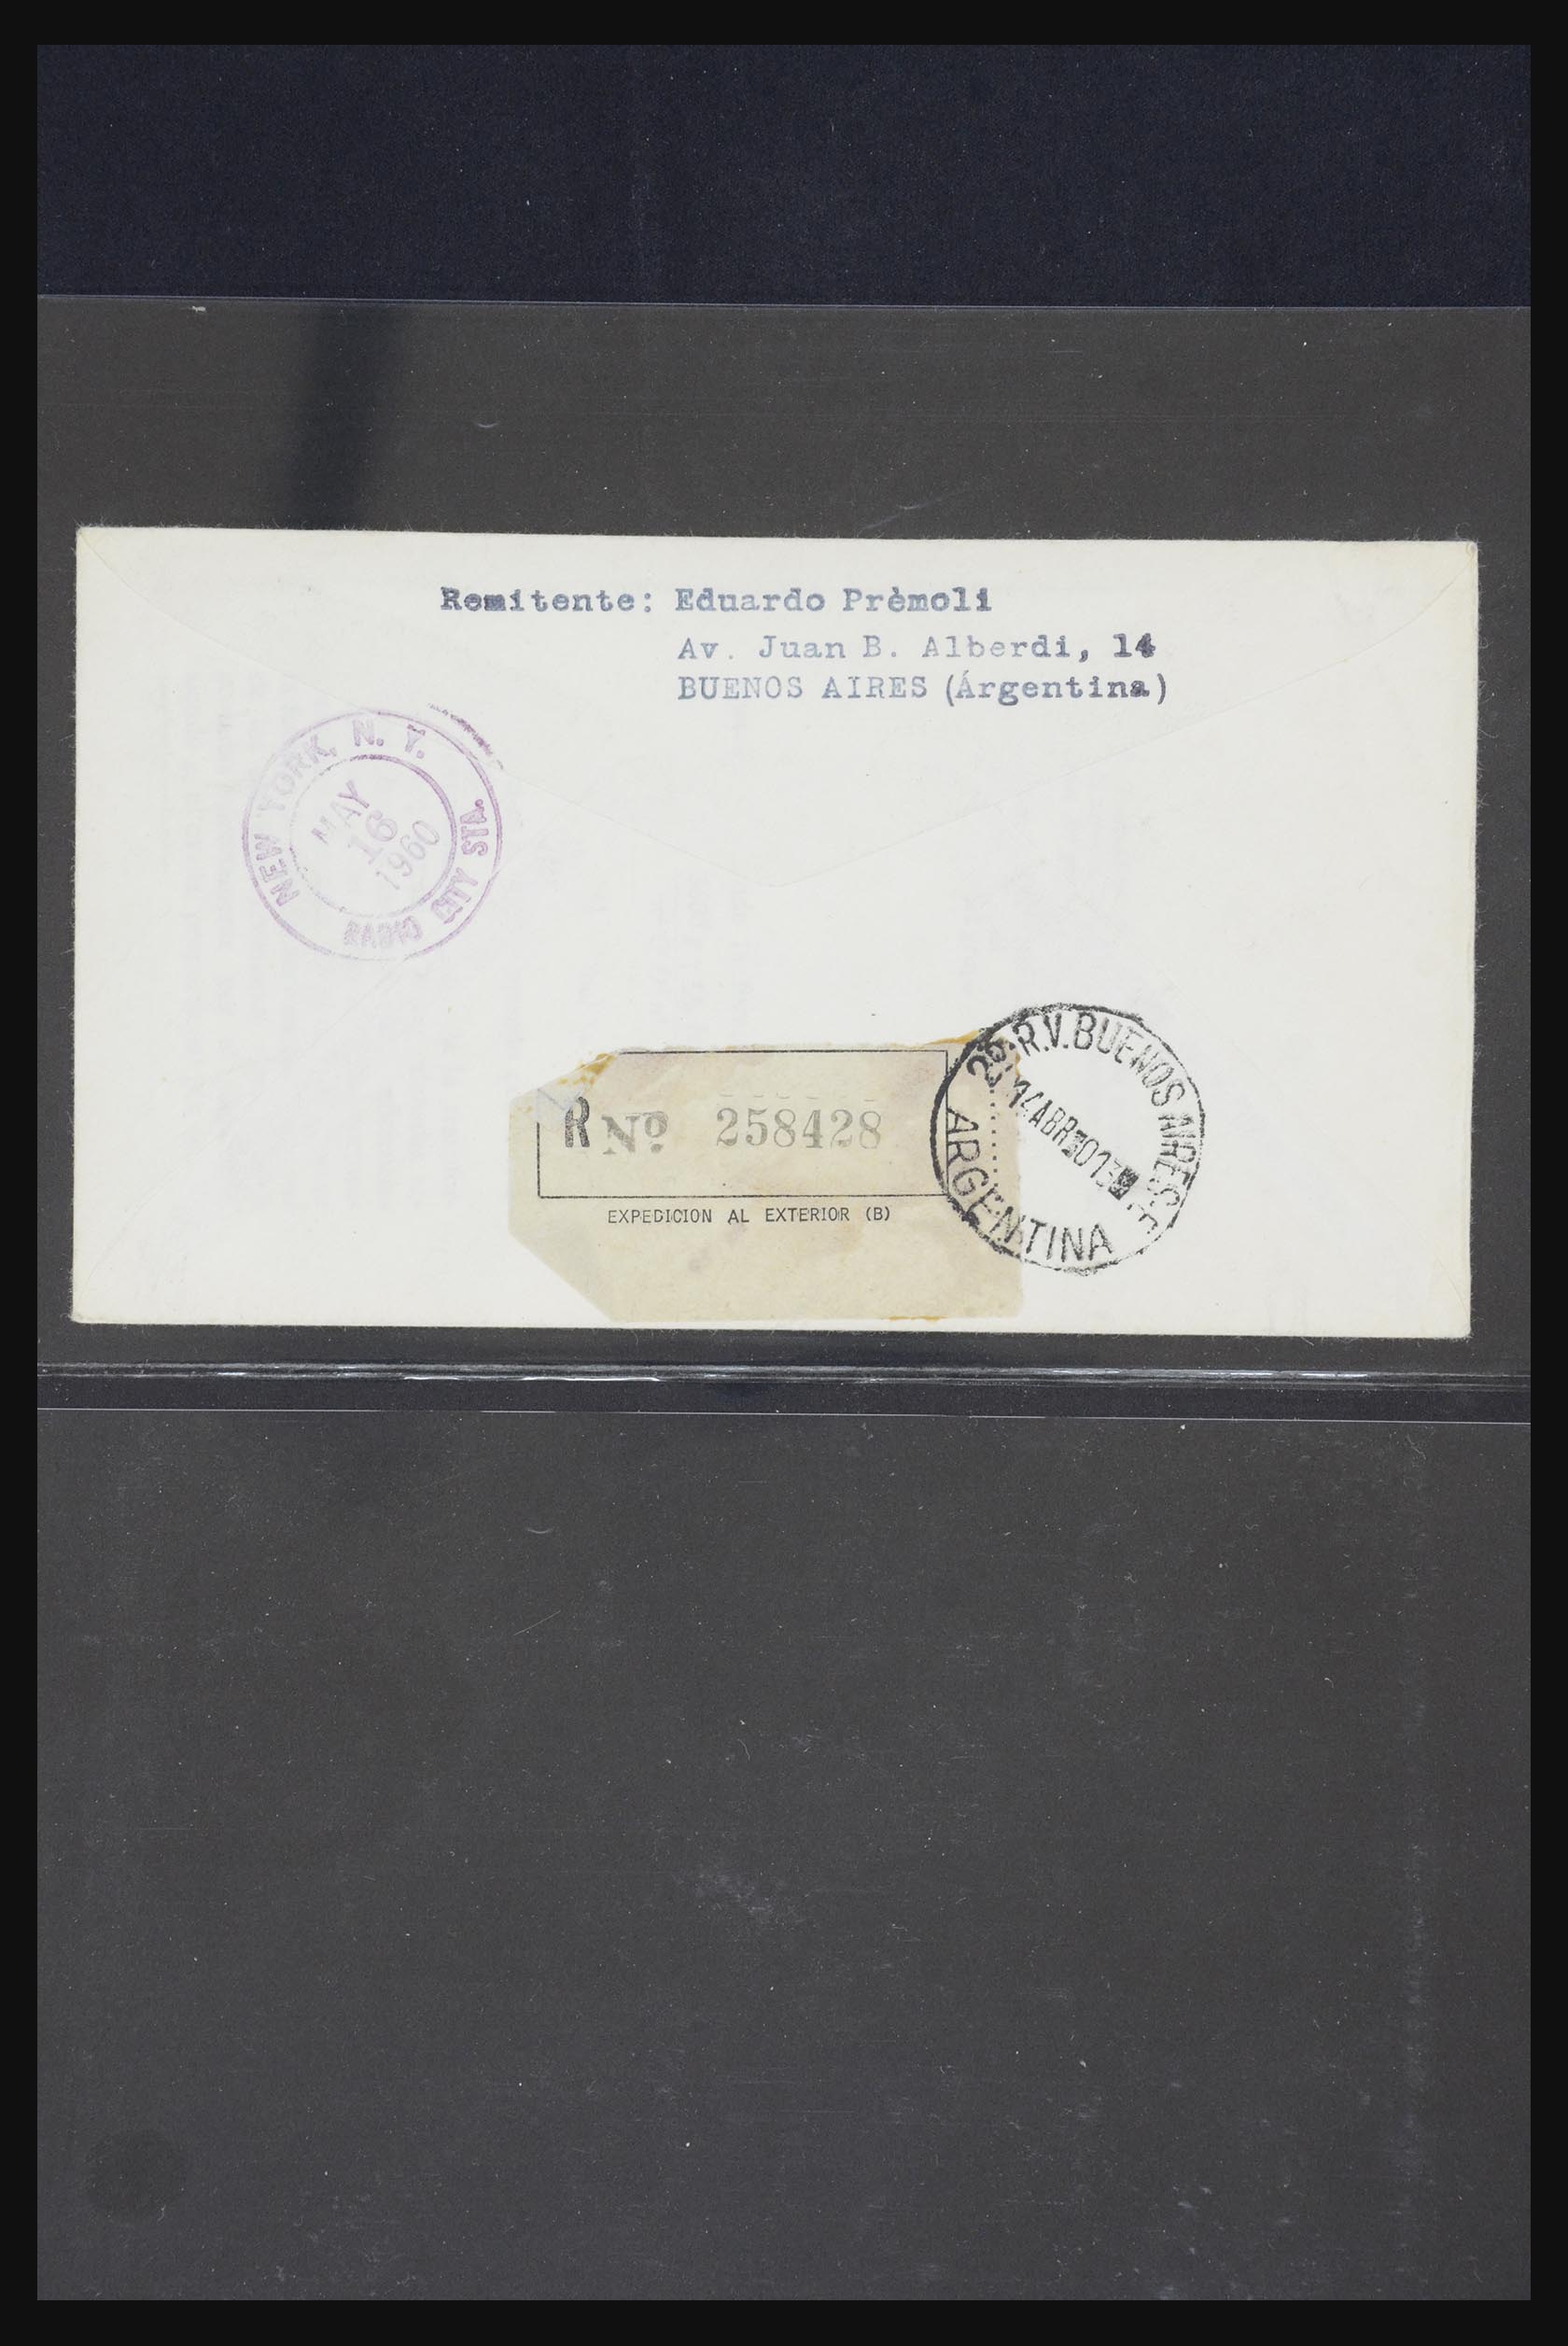 Remitente: Eduardo Prèmoli
Av. Juan B. Alberdi, 14
BUENOS AIRES (Árgentina)
NEW YORK, N. Y.
MAY
16
1960
RADIO CITY STA.
R.V. BUENOS AIRES
14 ABR
ARGENTINA
R Nº 258428
EXPEDICION AL EXTERIOR (B)